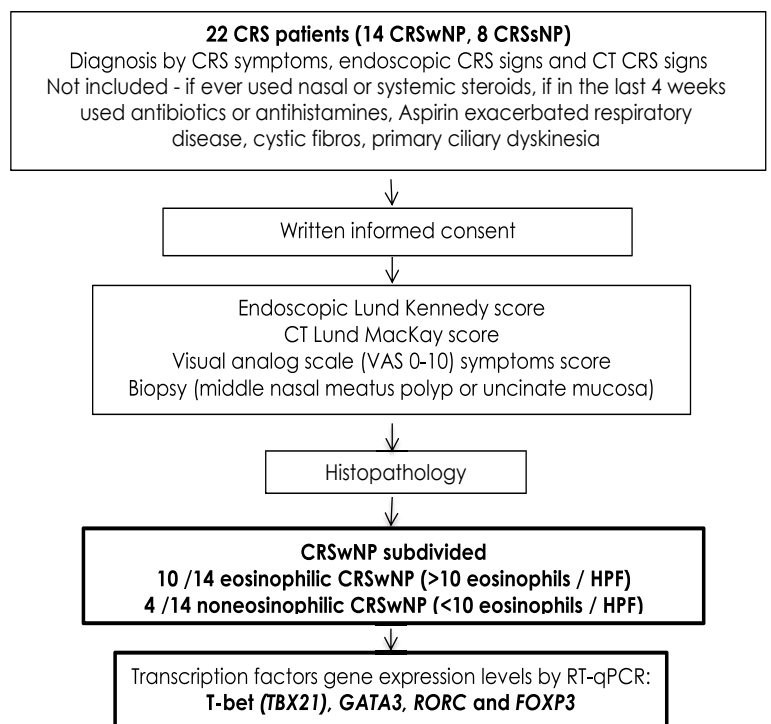 22 CRS patients (14 CRSwNP, 8 CRSsNP)
Diagnosis by CRS symptoms, endoscopic CRS signs and CT CRS signs
Not included - if ever used nasal or systemic steroids, if in the last 4 weeks
used antibiotics or antihistamines, Aspirin exacerbated respiratory
disease, cystic fibros, primary ciliary dyskinesia
Written informed consent
Endoscopic Lund Kennedy score
CT Lund MacKay score
Visual analog scale (VAS 0-10) symptoms score
Biopsy (middle nasal meatus polyp or uncinate mucosa)
Histopathology
CRSwNP subdivided
10 /14 eosinophilic CRSwNP (>10 eosinophils / HPF)
4 /14 noneosinophilic CRSwNP (<10 eosinophils / HPF)
Transcription factors gene expression levels by RT-qPCR:
T-bet (TBX21), GATA3, RORC and FOXP3